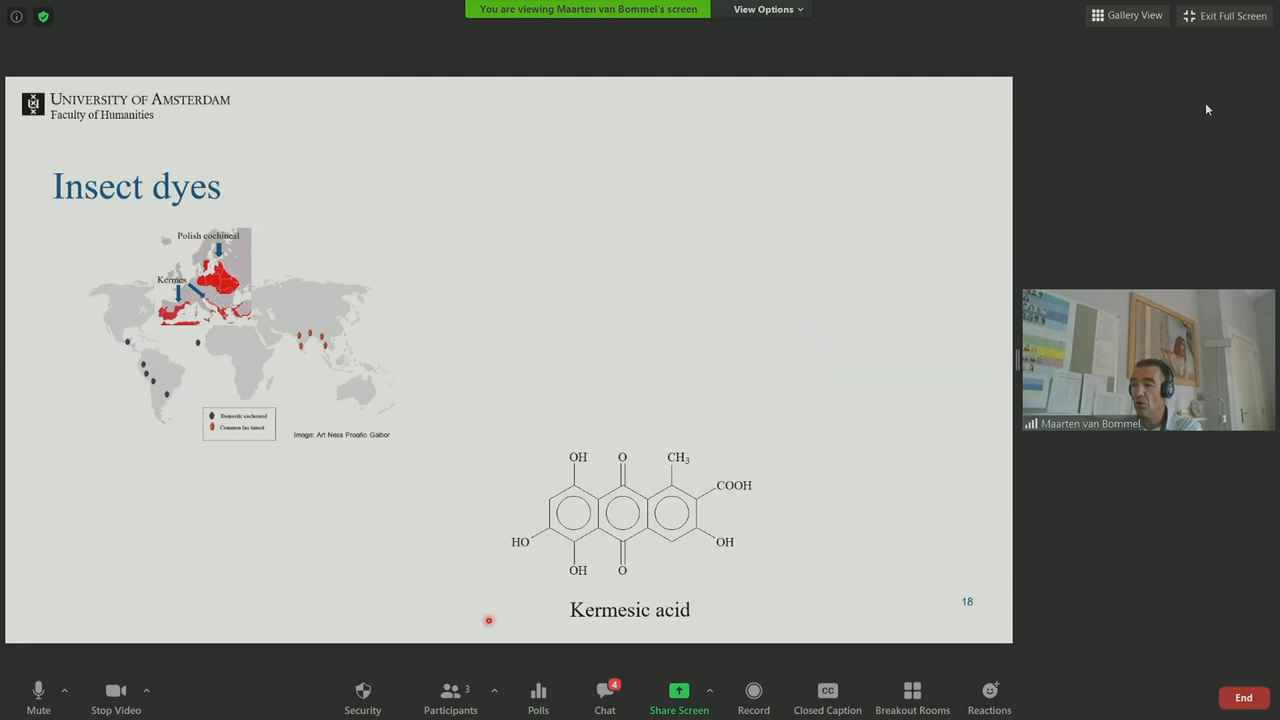 You are viewing Maarten van Bommel's screen
View Options
Gallery View
Exit Full Screen
UNIVERSITY OF AMSTERDAM
Faculty of Humanities
Insect dyes
Polish cochineal
Kermes
Domestic cochineal
Common lac insect
Image: Art Ness Proaño Gaibor
OH
O
CH3
COOH
HO
OH
OH
O
Kermesic acid
18
Maarten van Bommel
Mute
Stop Video
Security
3
Participants
Polls
4
Chat
Share Screen
Record
CC
Closed Caption
Breakout Rooms
Reactions
End